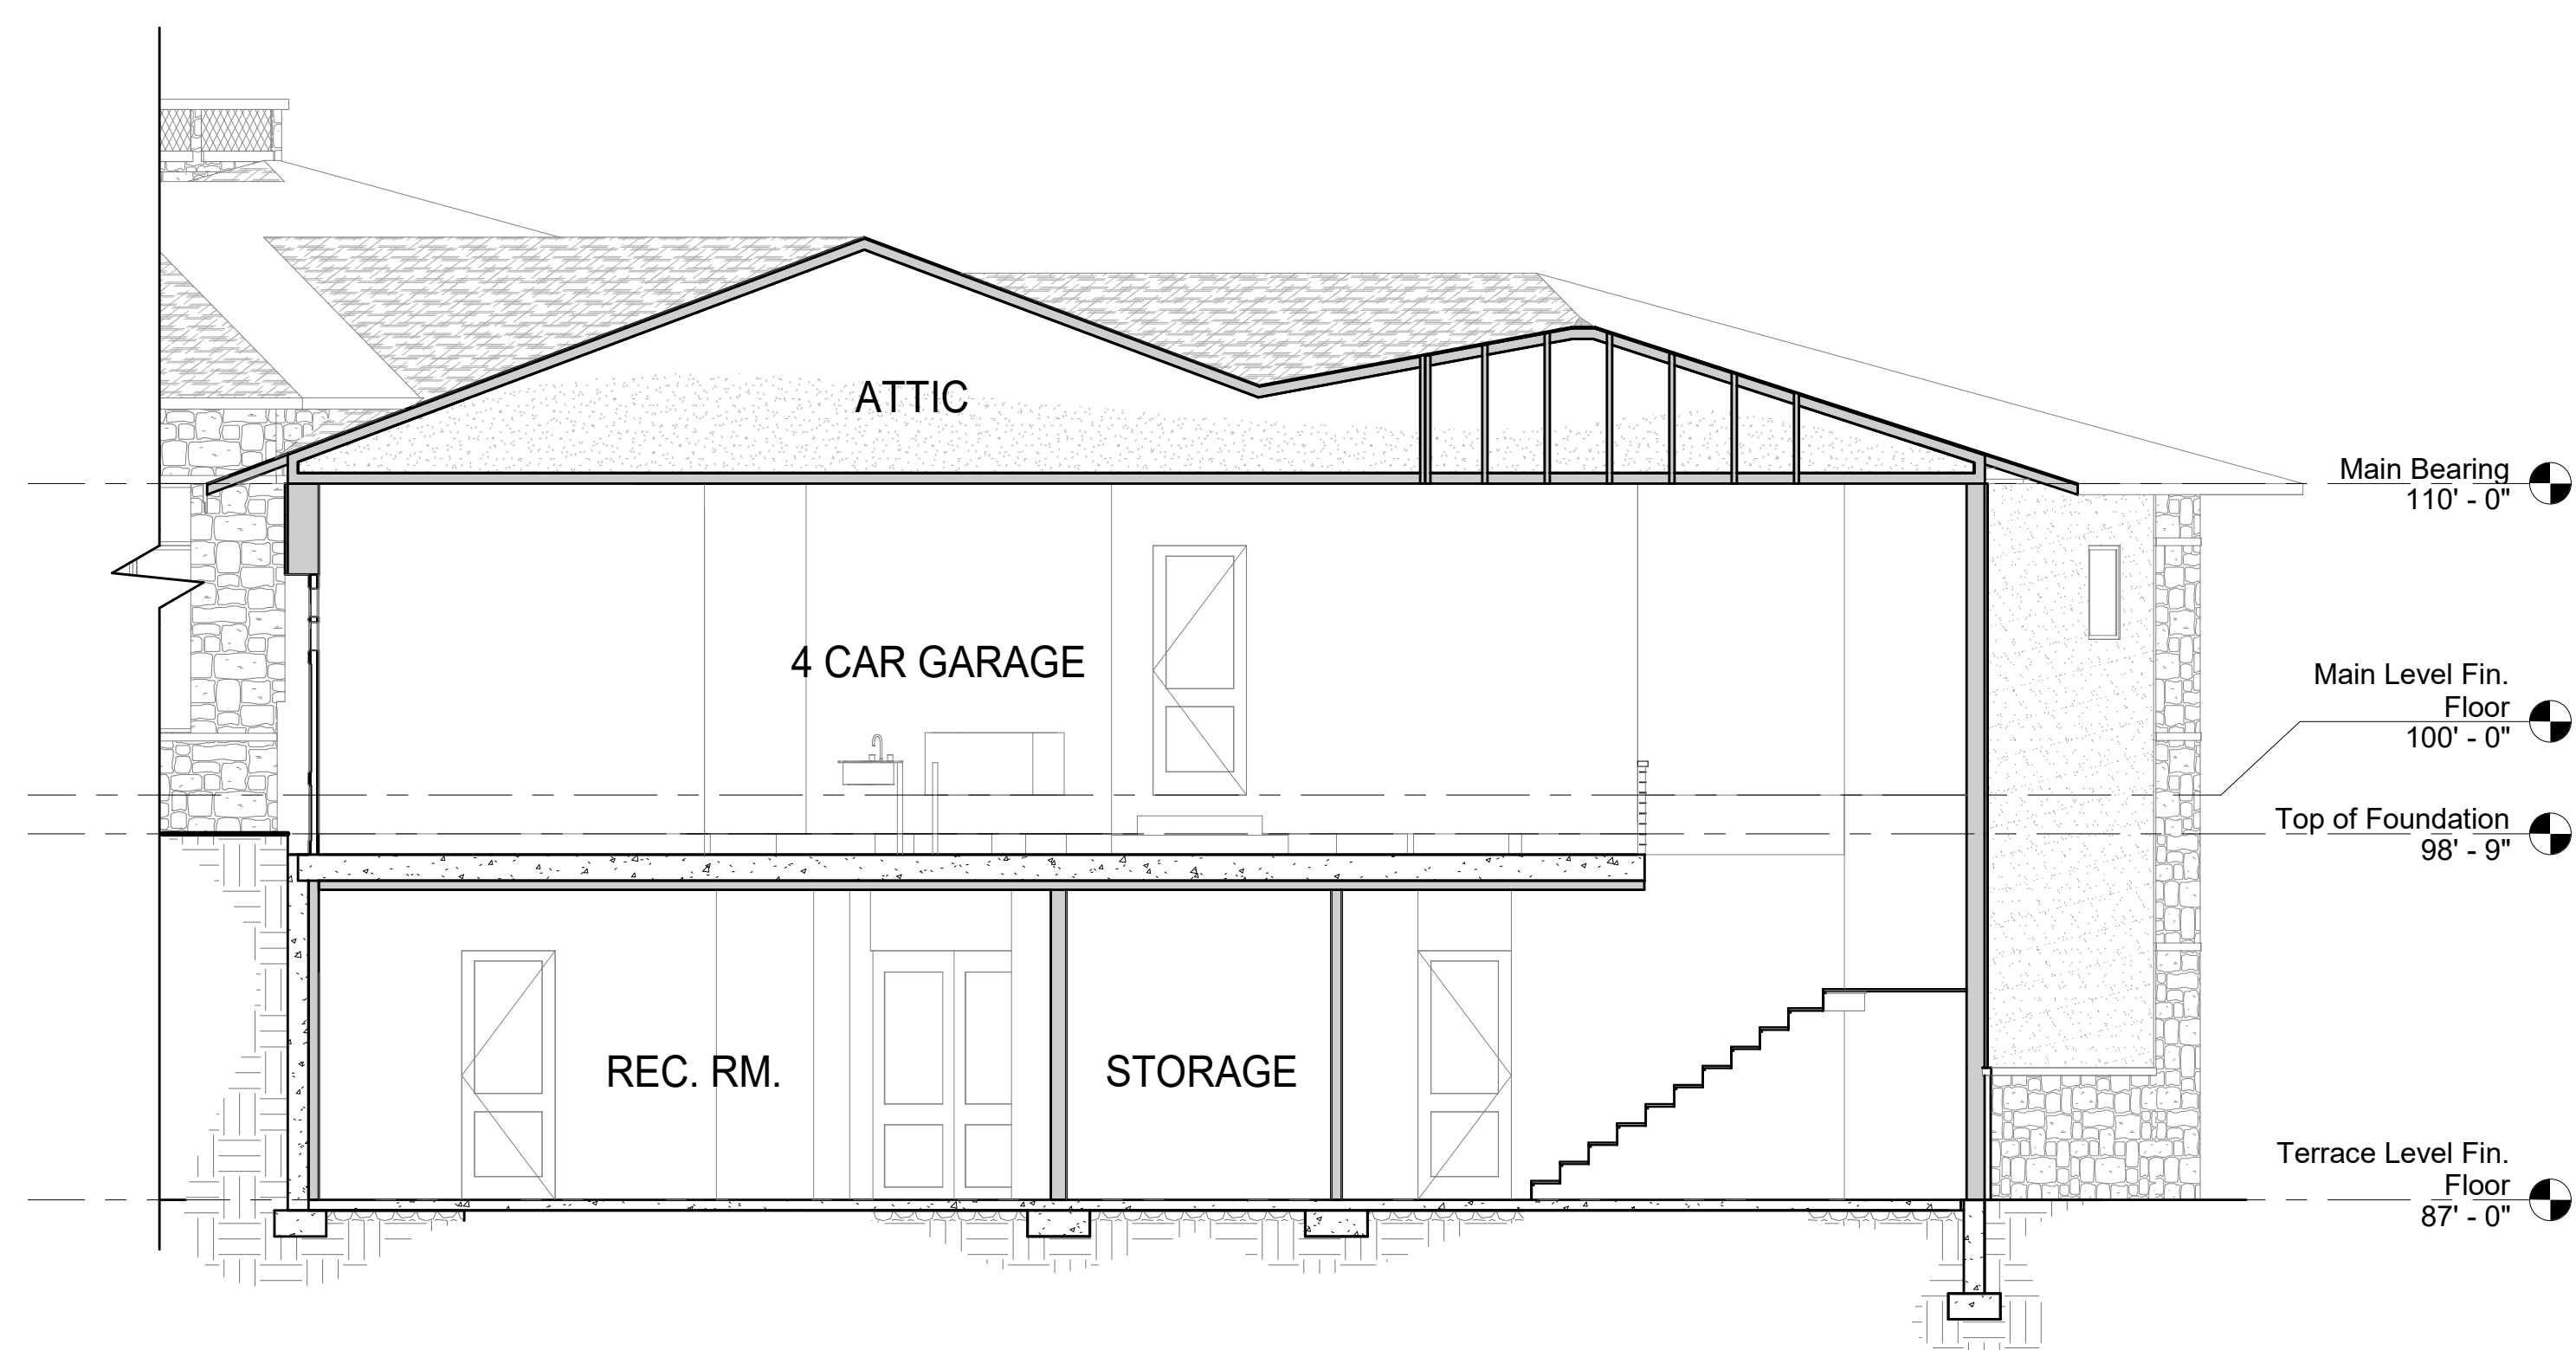 ATTIC
Main Bearing
110' - 0"
4 CAR GARAGE
Main Level Fin.
Floor
100' - 0"
Top of Foundation
98' - 9"
REC. RM.
STORAGE
Terrace Level Fin.
Floor
87' - 0"